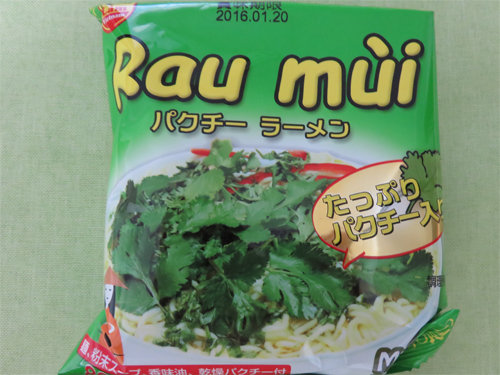 賞味期限
2016.01.20
Rau mùi
パクチー ラーメン
たっぷり
パクチー入り
麺、粉末スープ、香味油、乾燥パクチー付